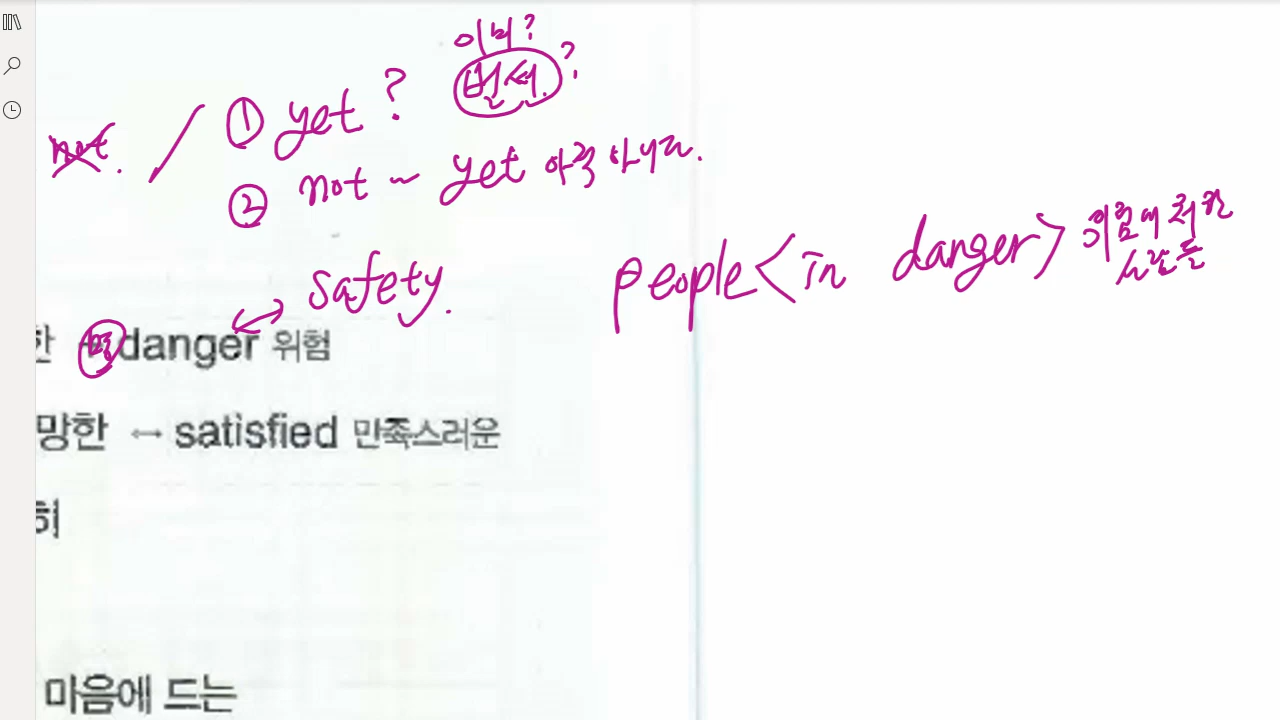 이미?
① yet? 벌써?
not.
② not ~ yet 아직 아니다.
safety.
people <in danger> 위험에 처한
사람들
한 danger 위험
망한 ↔ satisfied 만족스러운
히
마음에 드는